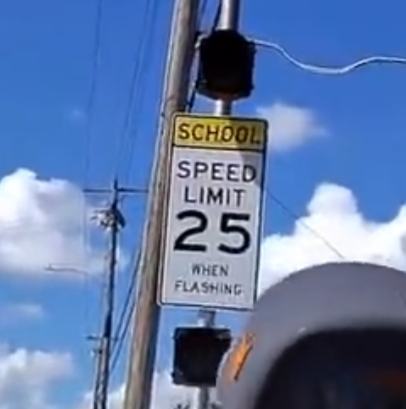 SCHOOL
SPEED
LIMIT
25
WHEN
FLASHING